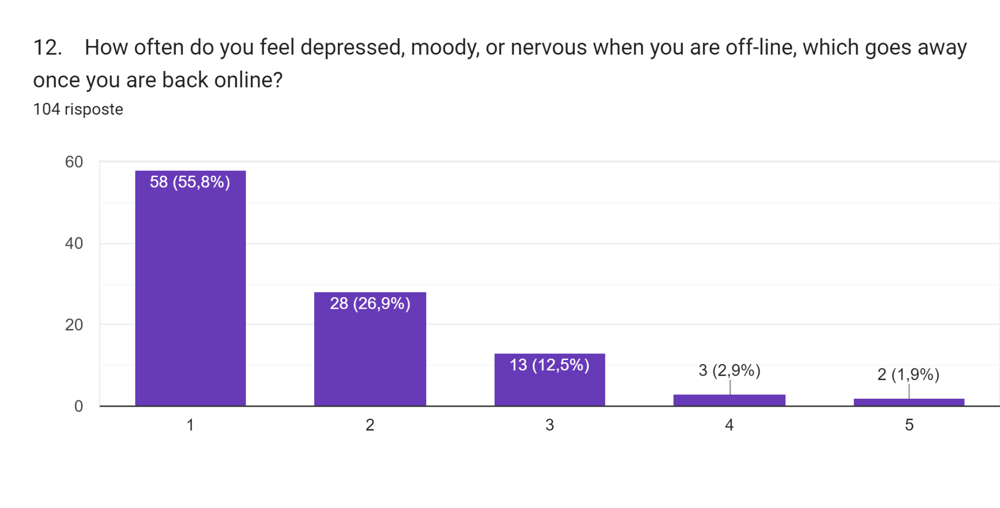 12. How often do you feel depressed, moody, or nervous when you are off-line, which goes away
once you are back online?
104 risposte
60
58 (55,8%)
40
28 (26,9%)
20
13 (12,5%)
3 (2,9%)
2 (1,9%)
0
1 2 3 4 5